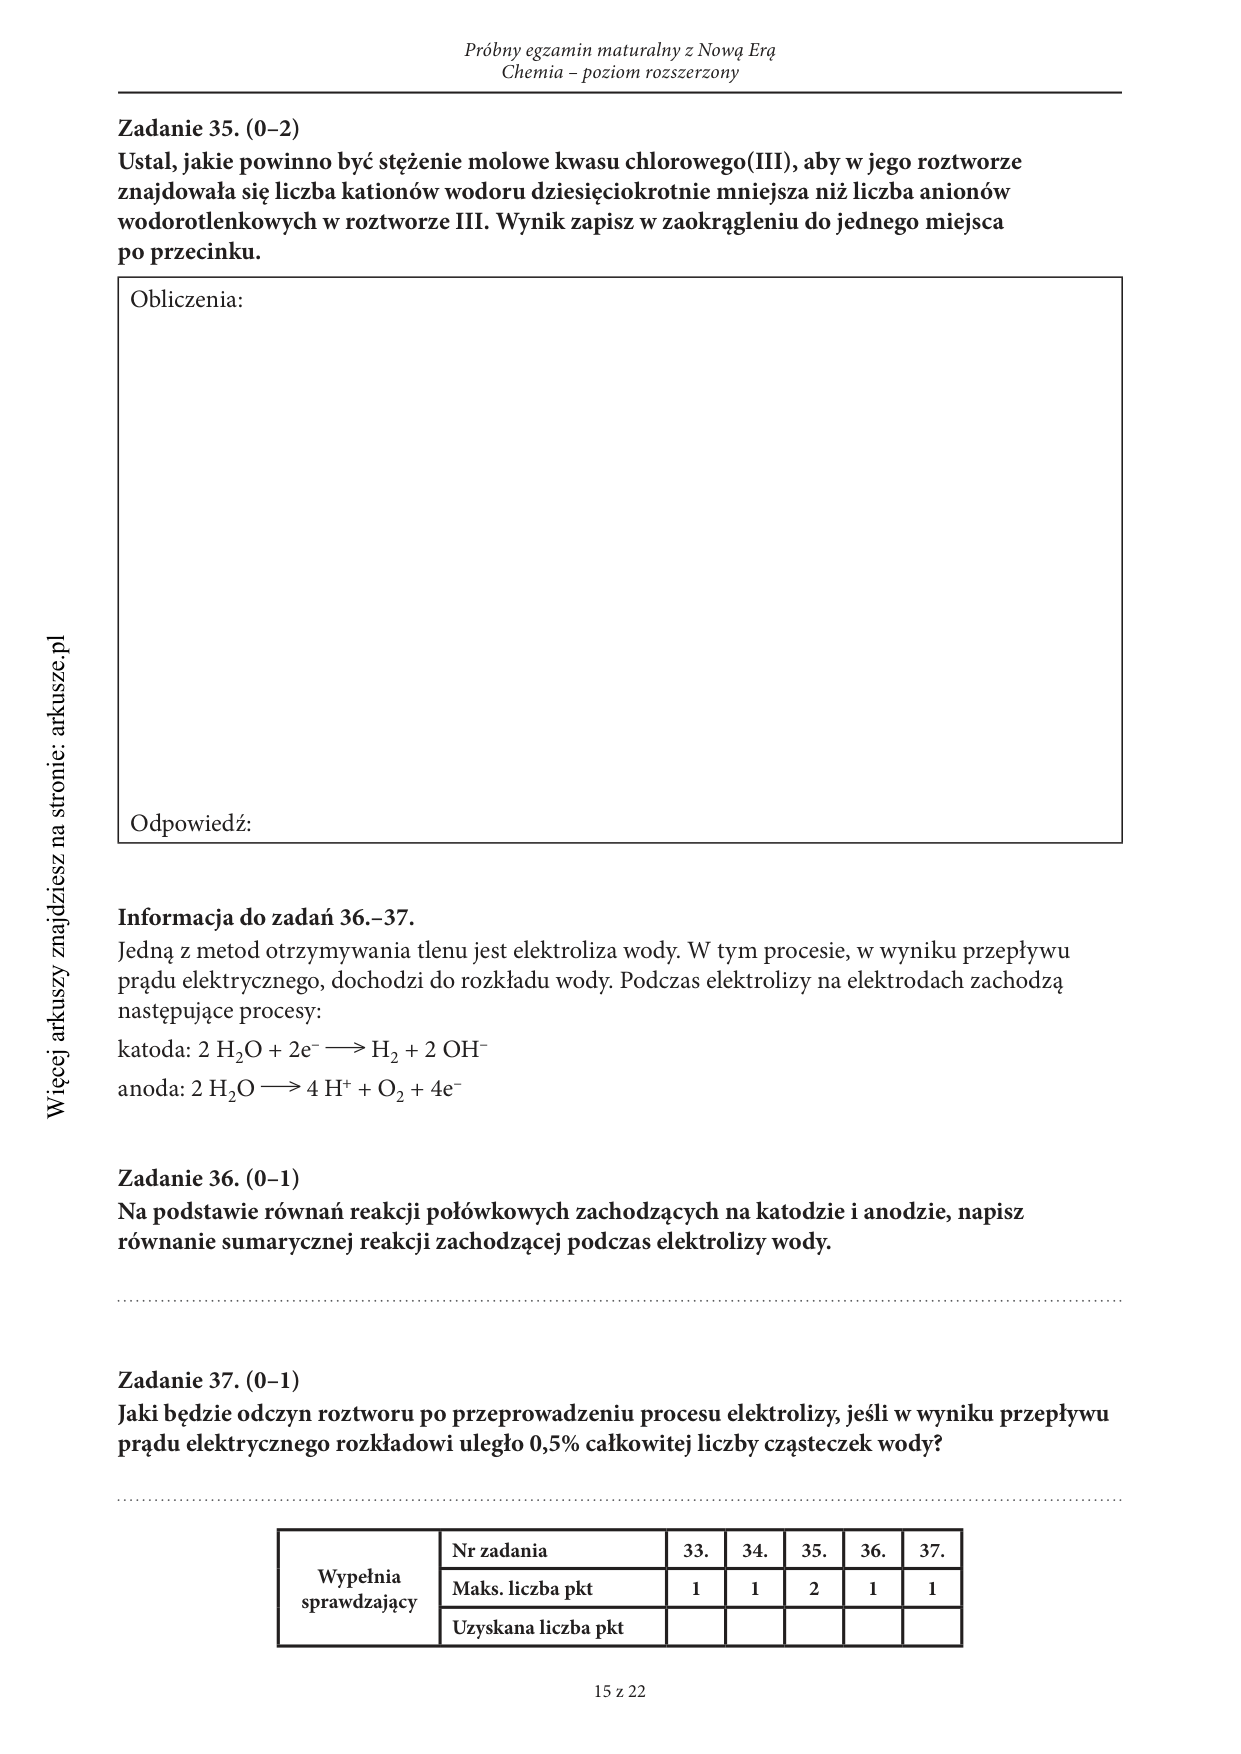 Próbny egzamin maturalny z Nową Erą
Chemia – poziom rozszerzony
Zadanie 35. (0–2)
Ustal, jakie powinno być stężenie molowe kwasu chlorowego(III), aby w jego roztworze
znajdowała się liczba kationów wodoru dziesięciokrotnie mniejsza niż liczba anionów
wodorotlenkowych w roztworze III. Wynik zapisz w zaokrągleniu do jednego miejsca
po przecinku.
Obliczenia:
Odpowiedź:
Więcej arkuszy znajdziesz na stronie: arkusze.pl
Informacja do zadań 36.–37.
Jedną z metod otrzymywania tlenu jest elektroliza wody. W tym procesie, w wyniku przepływu
prądu elektrycznego, dochodzi do rozkładu wody. Podczas elektrolizy na elektrodach zachodzą
następujące procesy:
katoda: 2 H₂O + 2e⁻ ⟶ H₂ + 2 OH⁻
anoda: 2 H₂O ⟶ 4 H⁺ + O₂ + 4e⁻
Zadanie 36. (0–1)
Na podstawie równań reakcji połówkowych zachodzących na katodzie i anodzie, napisz
równanie sumarycznej reakcji zachodzącej podczas elektrolizy wody.
Zadanie 37. (0–1)
Jaki będzie odczyn roztworu po przeprowadzeniu procesu elektrolizy, jeśli w wyniku przepływu
prądu elektrycznego rozkładowi uległo 0,5% całkowitej liczby cząsteczek wody?
Wypełnia
sprawdzający
Nr zadania 33. 34. 35. 36. 37.
Maks. liczba pkt 1 1 2 1 1
Uzyskana liczba pkt
15 z 22